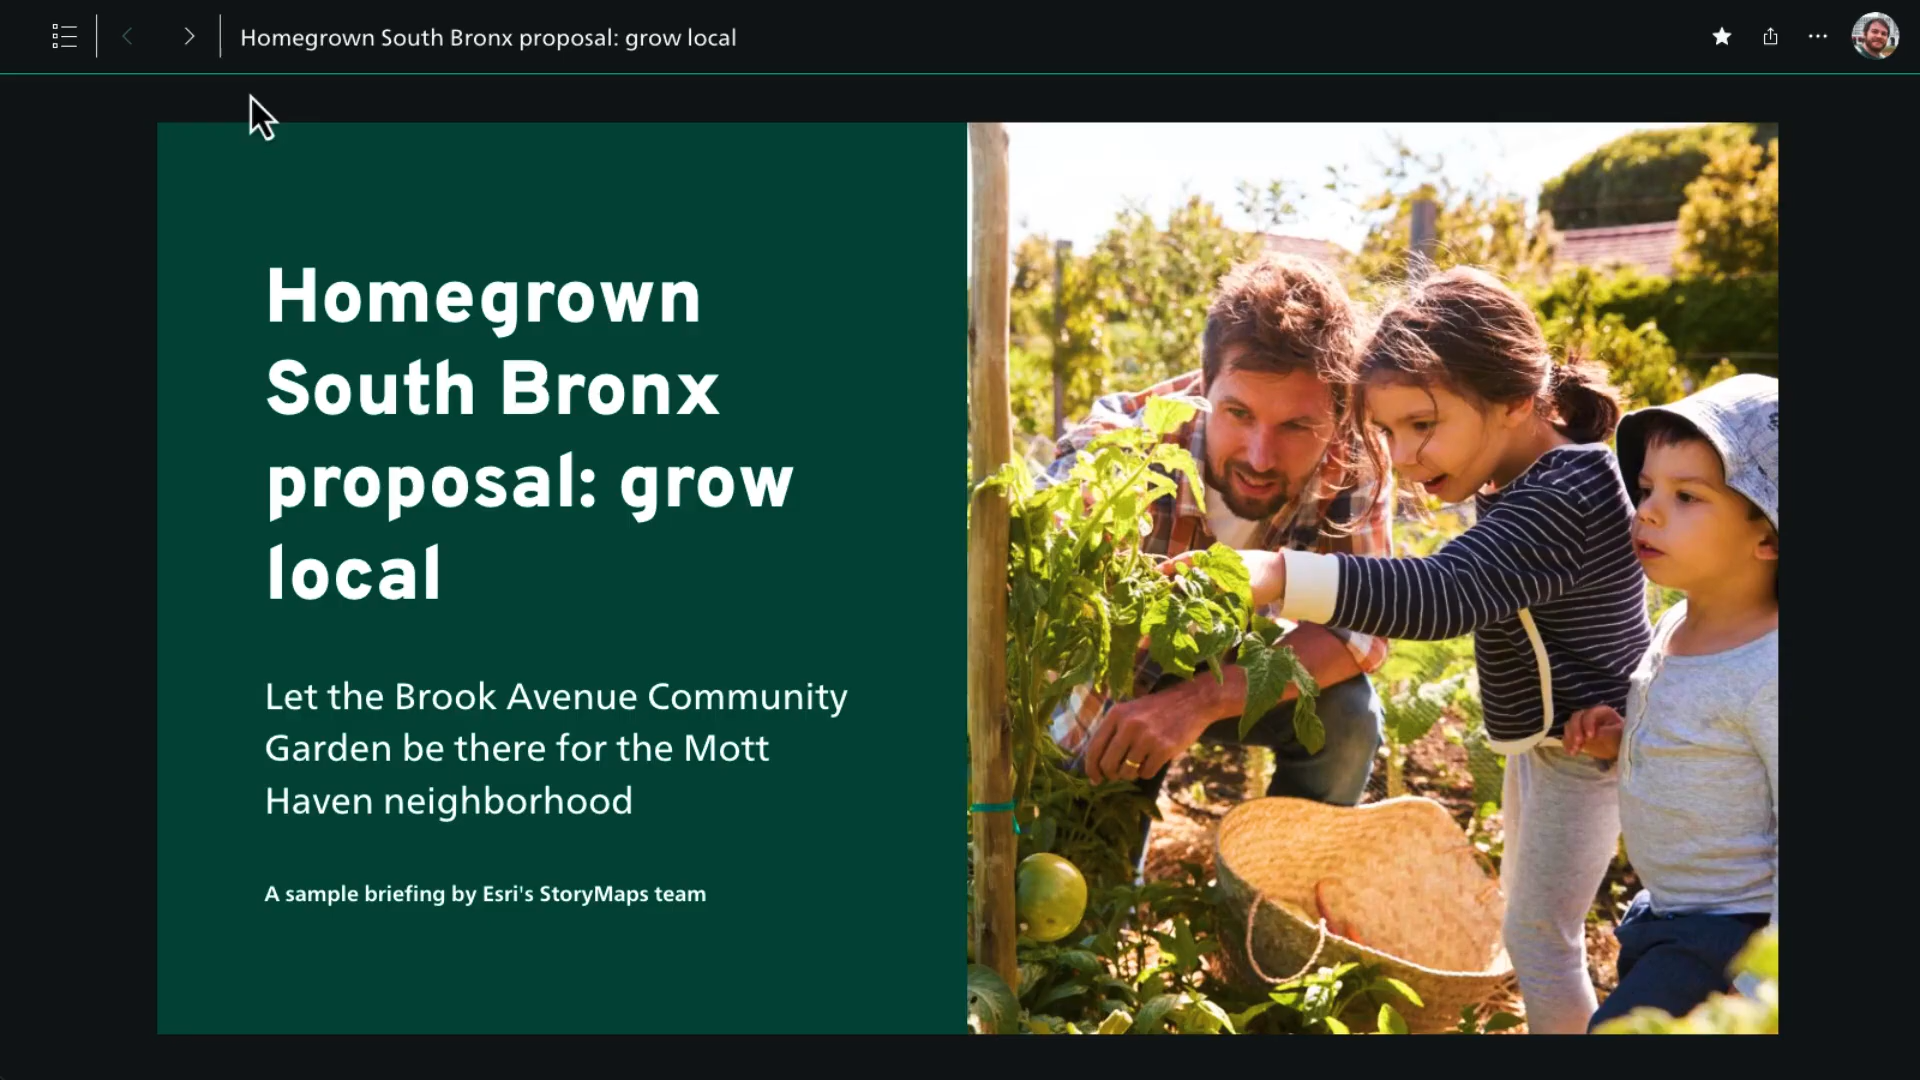 Homegrown South Bronx proposal: grow local
Homegrown
South Bronx
proposal: grow
local
Let the Brook Avenue Community
Garden be there for the Mott
Haven neighborhood
A sample briefing by Esri's StoryMaps team